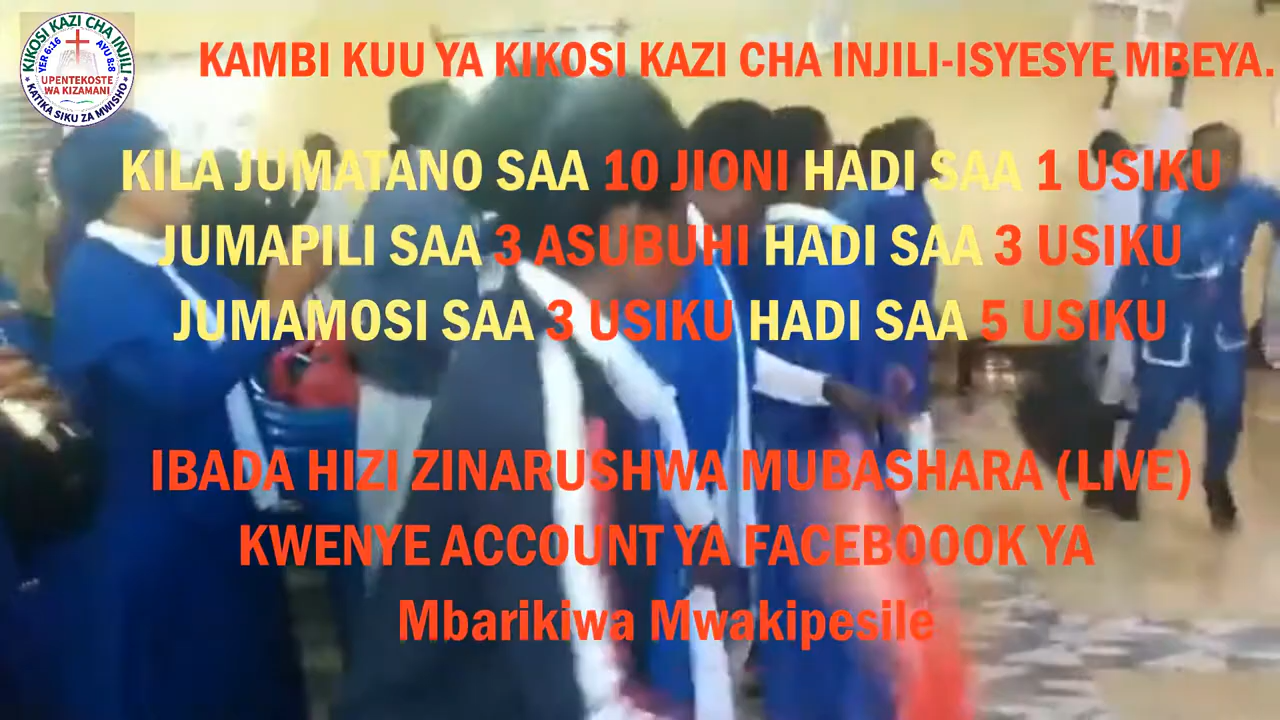 KIKOSI KAZI CHA INJILI
YER 6:16
AYU 8:8
UPENTEKOSTE
WA KIZAMANI
KATIKA SIKU ZA MWISHO
KAMBI KUU YA KIKOSI KAZI CHA INJILI-ISYESYE MBEYA.
KILA JUMATANO SAA 10 JIONI HADI SAA 1 USIKU
JUMAPILI SAA 3 ASUBUHI HADI SAA 3 USIKU
JUMAMOSI SAA 3 USIKU HADI SAA 5 USIKU
IBADA HIZI ZINARUSHWA MUBASHARA (LIVE)
KWENYE ACCOUNT YA FACEBOOOK YA
Mbarikiwa Mwakipesile